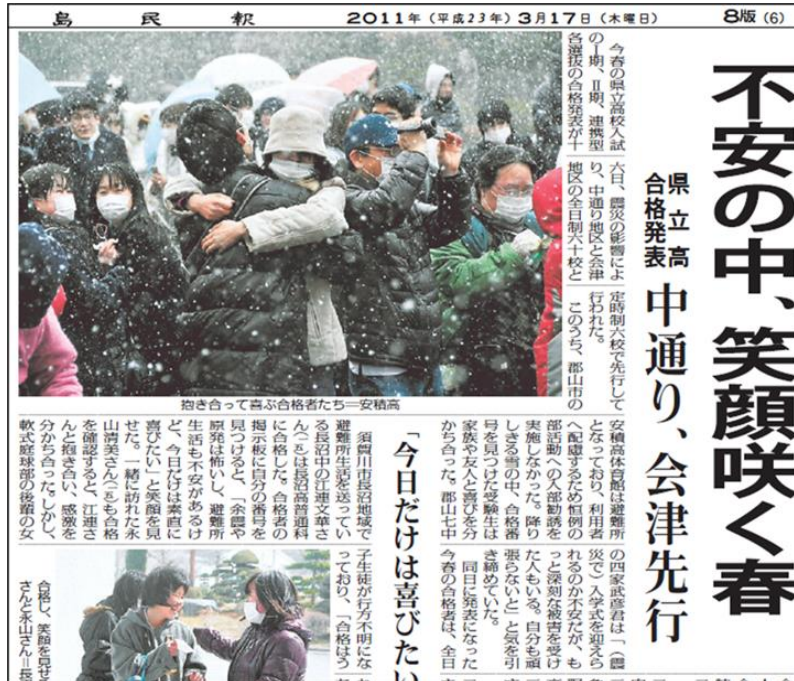 島民報
2011年(平成23年)3月17日(木曜日)
8版(6)
不安の中、笑顔咲く春
県立高
合格発表
中通り、会津先行
今春の県立高校入試
のⅠ期、Ⅱ期、連携型
各選抜の合格発表が十
六日、震災の影響によ
り、中通り地区と会津
地区の全日制六十校と
定時制六校で先行して
行われた。
このうち、郡山市の
抱き合って喜ぶ合格者たち=安積高
安積高体育館は避難所
となっており、利用者
へ配慮するため恒例の
部活動への入部勧誘を
実施しなかった。降り
しきる雪の中、合格番
号を見つけた受験生は
家族や友人と喜びを分
かち合った。郡山七中
の四家武彦君は「(震
災で)入学式を迎えら
れるのか不安だが、も
っと深刻な被害を受け
た人もいる。自分も頑
張らないと」と気を引
き締めていた。
同日に発表になった
今春の合格者は、全日
「今日だけは喜びたい
須賀川市長沼地域で
避難所生活を送ってい
る長沼中の江連文華さ
ん(一五)は長沼高普通科
に合格した。合格者の
掲示板に自分の番号を
見つけると、「余震や
原発は怖いし、避難所
生活も不安があるけ
ど、今日だけは素直に
喜びたい」と笑顔を見
せた。一緒に訪れた永
山清美さん(一五)も合格
を確認すると、江連さ
んと抱き合い、感激を
分かち合った。しかし、
軟式庭球部の後輩の女
子生徒が行方不明にな
っており、「合格はう
合格し、笑顔を見せ
さんと永山さん=長